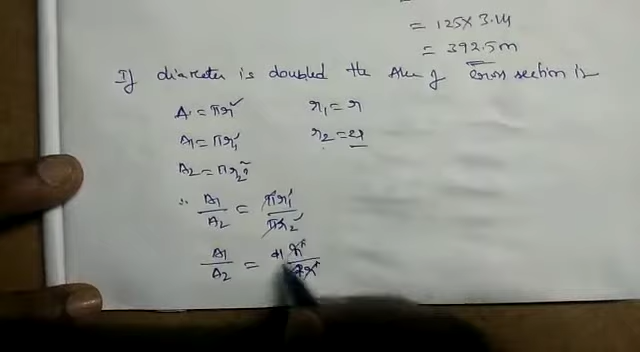 = 125 × 3.14
= 392.5m
If diameter is doubled the Area of Cross section is
A = πr²
r₁ = r
A₁ = πr₁²
r₂ = 2r
A₂ = πr₂²
∴ A₁/A₂ = πr₁²/πr₂²
A₁/A₂ =